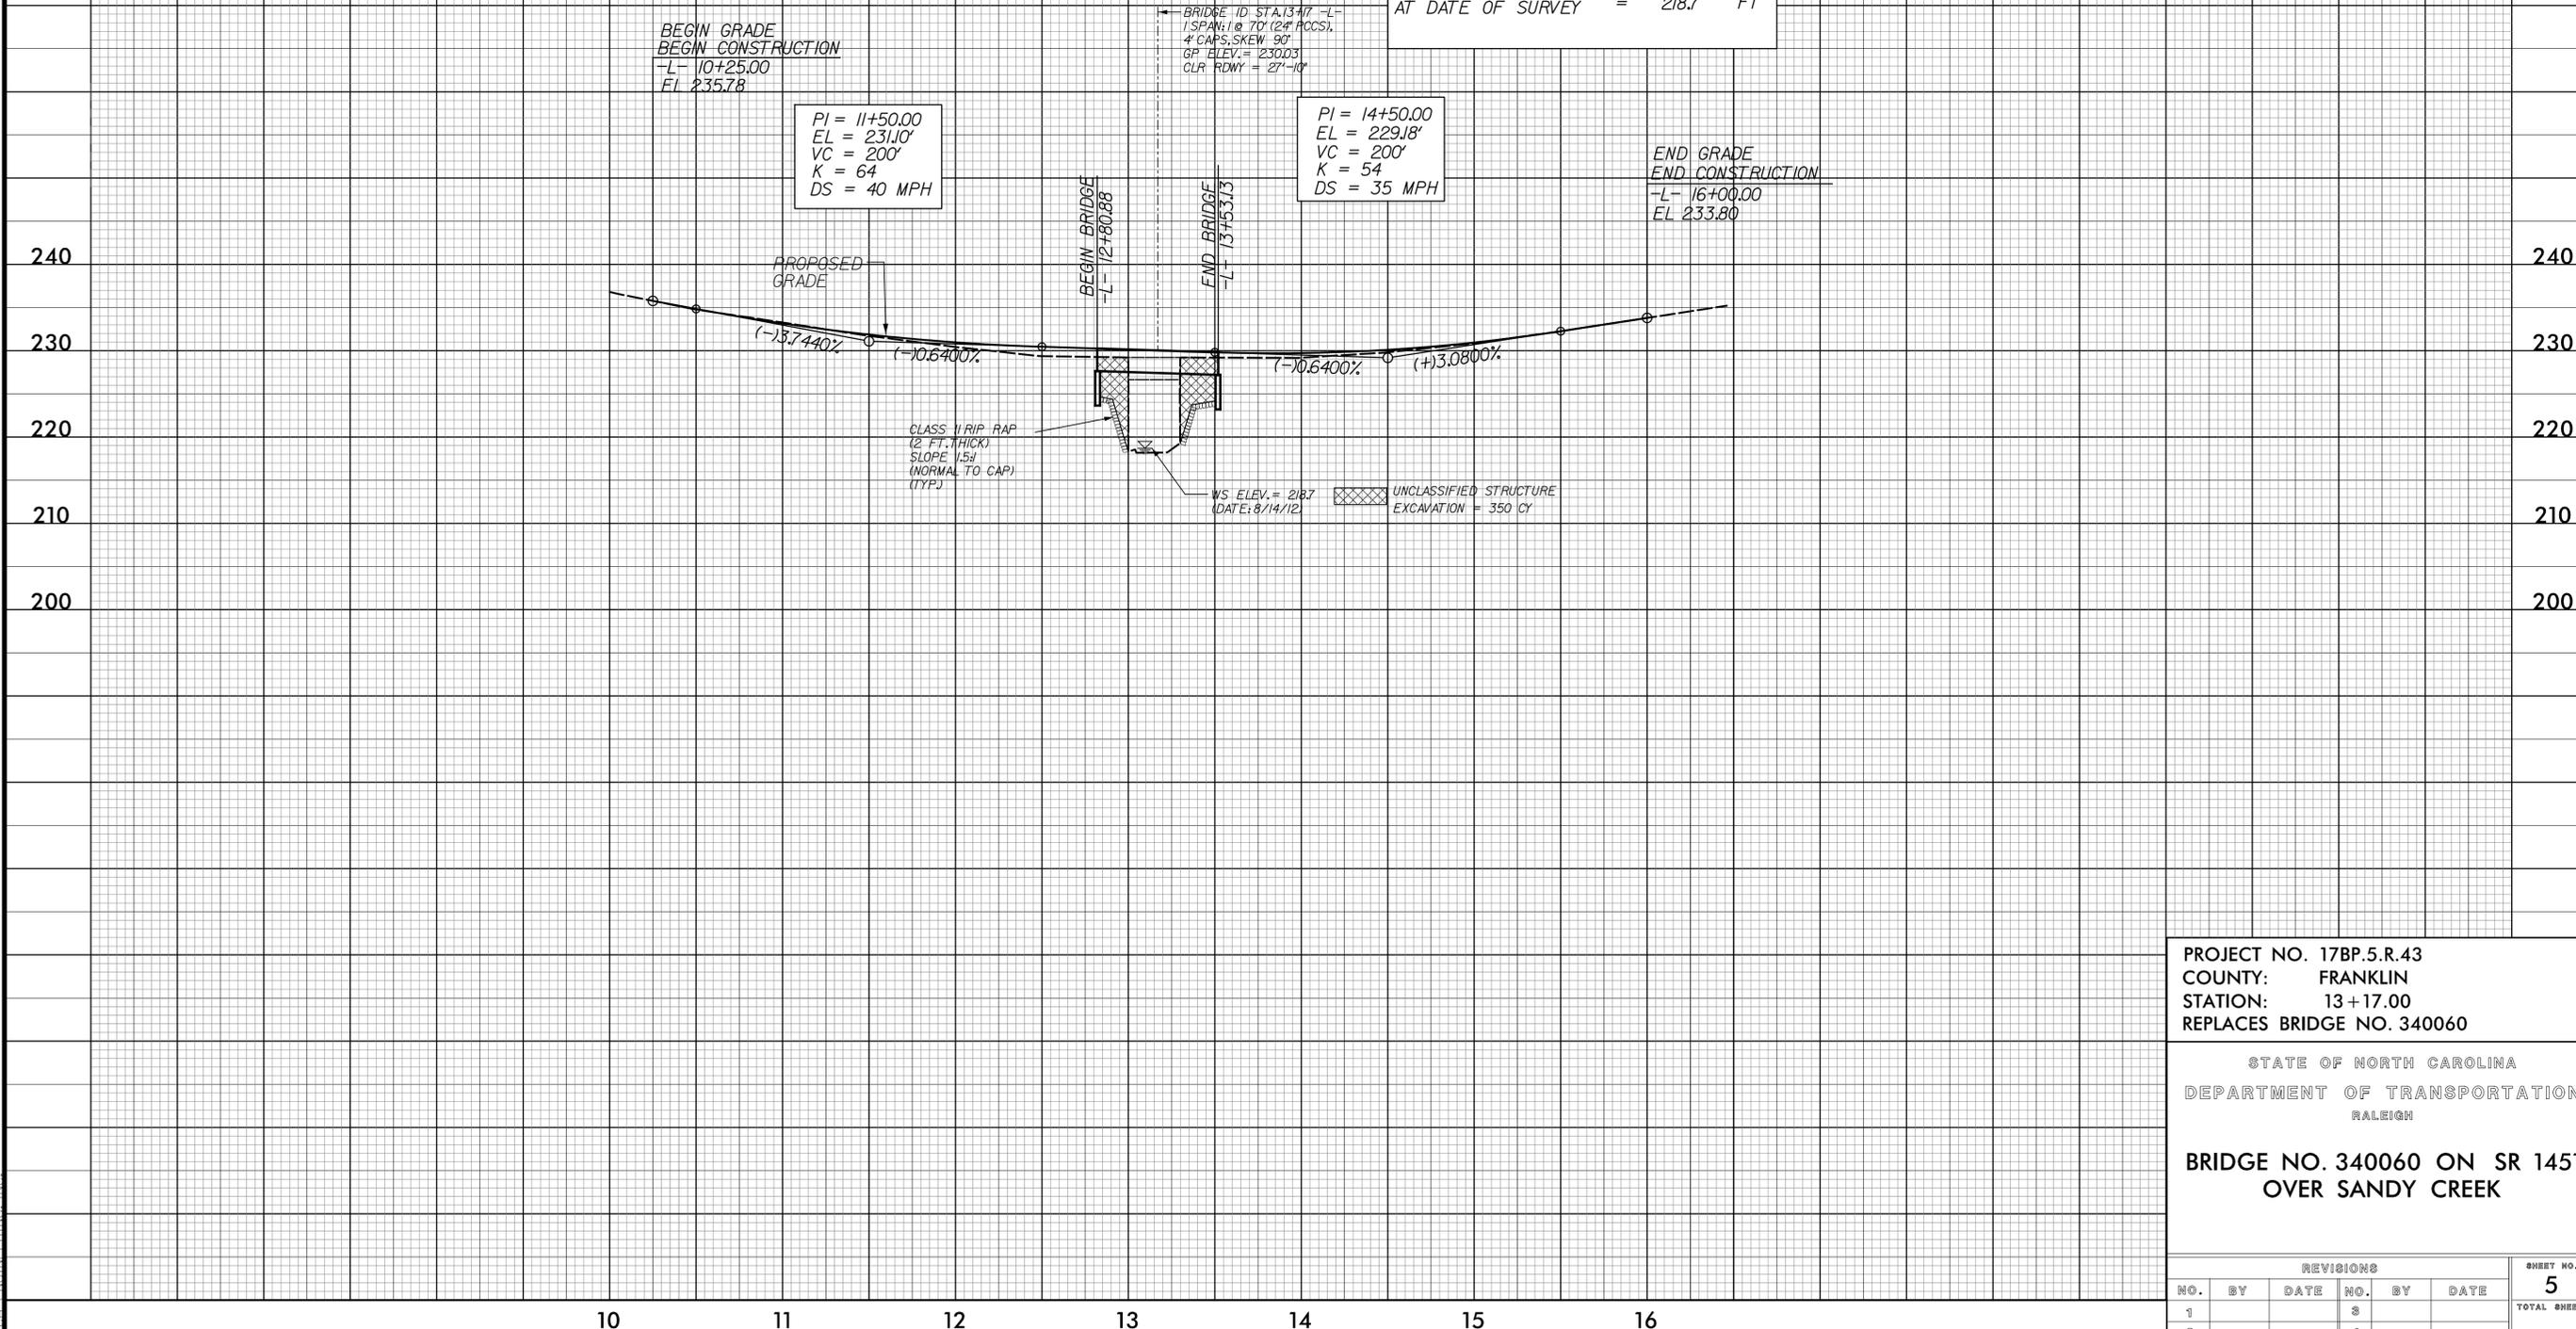 BRIDGE ID STA.13+17 -L-
1 SPAN:1 @ 70' (24" PCCS),
4' CAPS,SKEW 90°
GP ELEV.= 230.03
CLR RDWY = 27'-10"
AT DATE OF SURVEY = 218.7 FT
BEGIN GRADE
BEGIN CONSTRUCTION
-L- 10+25.00
EL 235.78
PI = 11+50.00
EL = 231.10'
VC = 200'
K = 64
DS = 40 MPH
PI = 14+50.00
EL = 229.18'
VC = 200'
K = 54
DS = 35 MPH
END GRADE
END CONSTRUCTION
-L- 16+00.00
EL 233.80
BEGIN BRIDGE
-L- 12+80.88
END BRIDGE
-L- 13+53.13
240 240
PROPOSED
GRADE
230 230
(-)3.7440%
(-)0.6400%
(-)0.6400%
(+)3.0800%
220 220
CLASS II RIP RAP
(2 FT.THICK)
SLOPE 1.5:1
(NORMAL TO CAP)
(TYP.)
WS ELEV.= 218.7
(DATE: 8/14/12)
UNCLASSIFIED STRUCTURE
EXCAVATION = 350 CY
210 210
200 200
PROJECT NO. 17BP.5.R.43
COUNTY: FRANKLIN
STATION: 13+17.00
REPLACES BRIDGE NO. 340060
STATE OF NORTH CAROLINA
DEPARTMENT OF TRANSPORTATION
RALEIGH
BRIDGE NO. 340060 ON SR
OVER SANDY CREEK
REVISIONS
NO. BY DATE NO. BY DATE
1 3
SHEET NO.
5
TOTAL
10 11 12 13 14 15 16